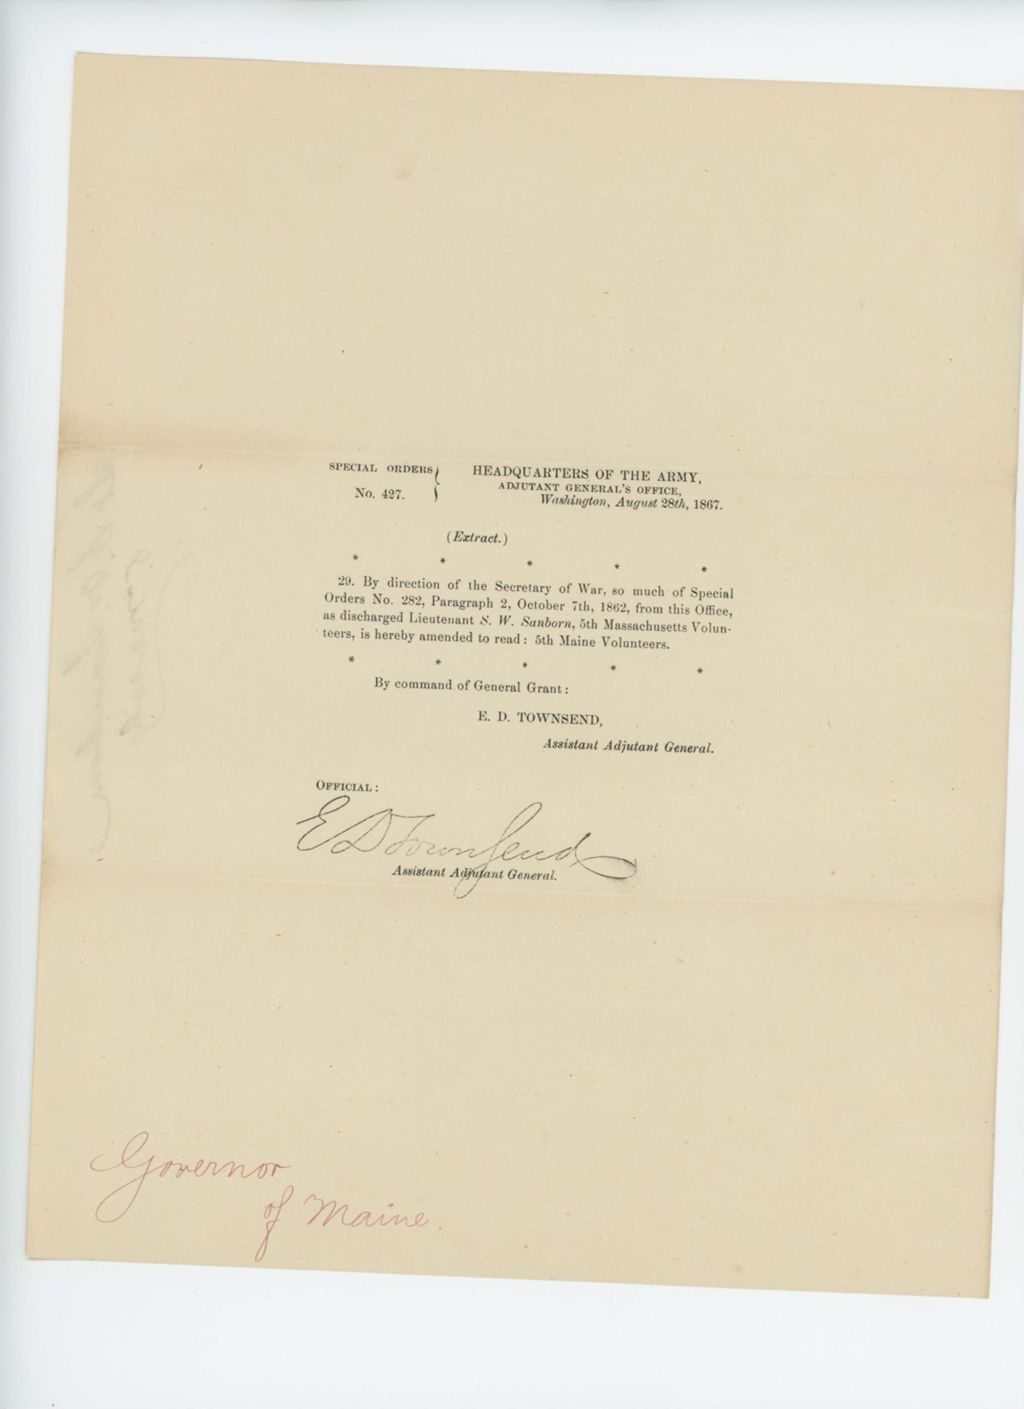 SPECIAL ORDERS
No. 427.
HEADQUARTERS OF THE ARMY,
ADJUTANT GENERAL'S OFFICE,
Washington, August 28th, 1867.
(Extract.)
* * * * *
29. By direction of the Secretary of War, so much of Special
Orders No. 282, Paragraph 2, October 7th, 1862, from this Office,
as discharged Lieutenant S. W. Sanborn, 5th Massachusetts Volun-
teers, is hereby amended to read: 5th Maine Volunteers.
* * * * *
By command of General Grant:
E. D. TOWNSEND,
Assistant Adjutant General.
OFFICIAL:
E D Townsend
Assistant Adjutant General.
Governor
of Maine.